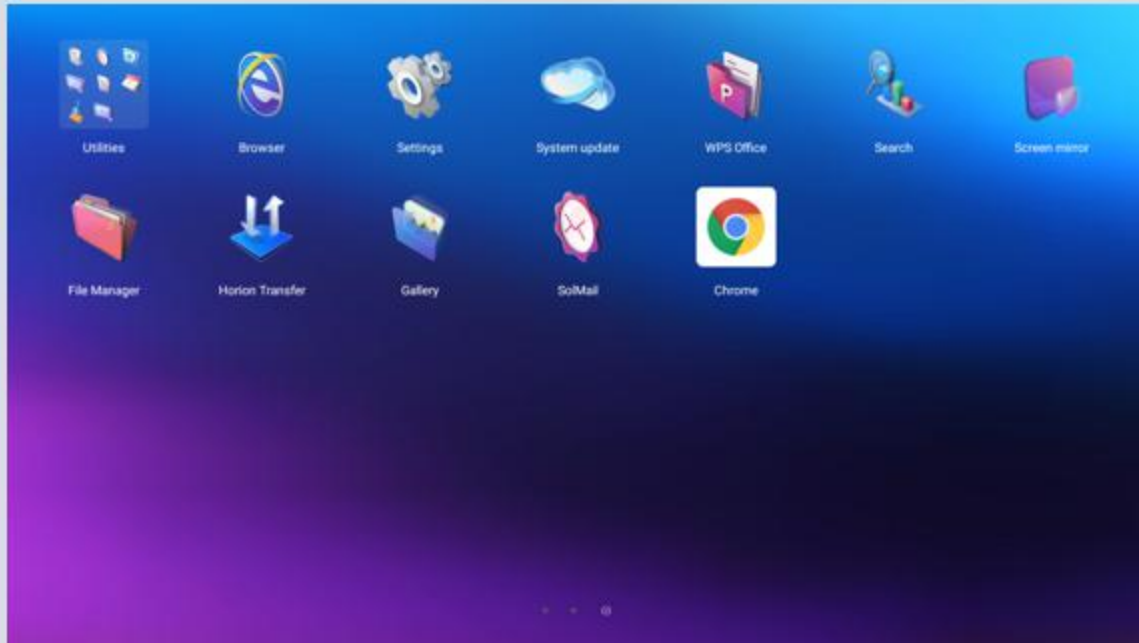 Utilities
Browser
Settings
System update
WPS Office
Search
Screen mirror
File Manager
Horion Transfer
Gallery
SolMail
Chrome
P